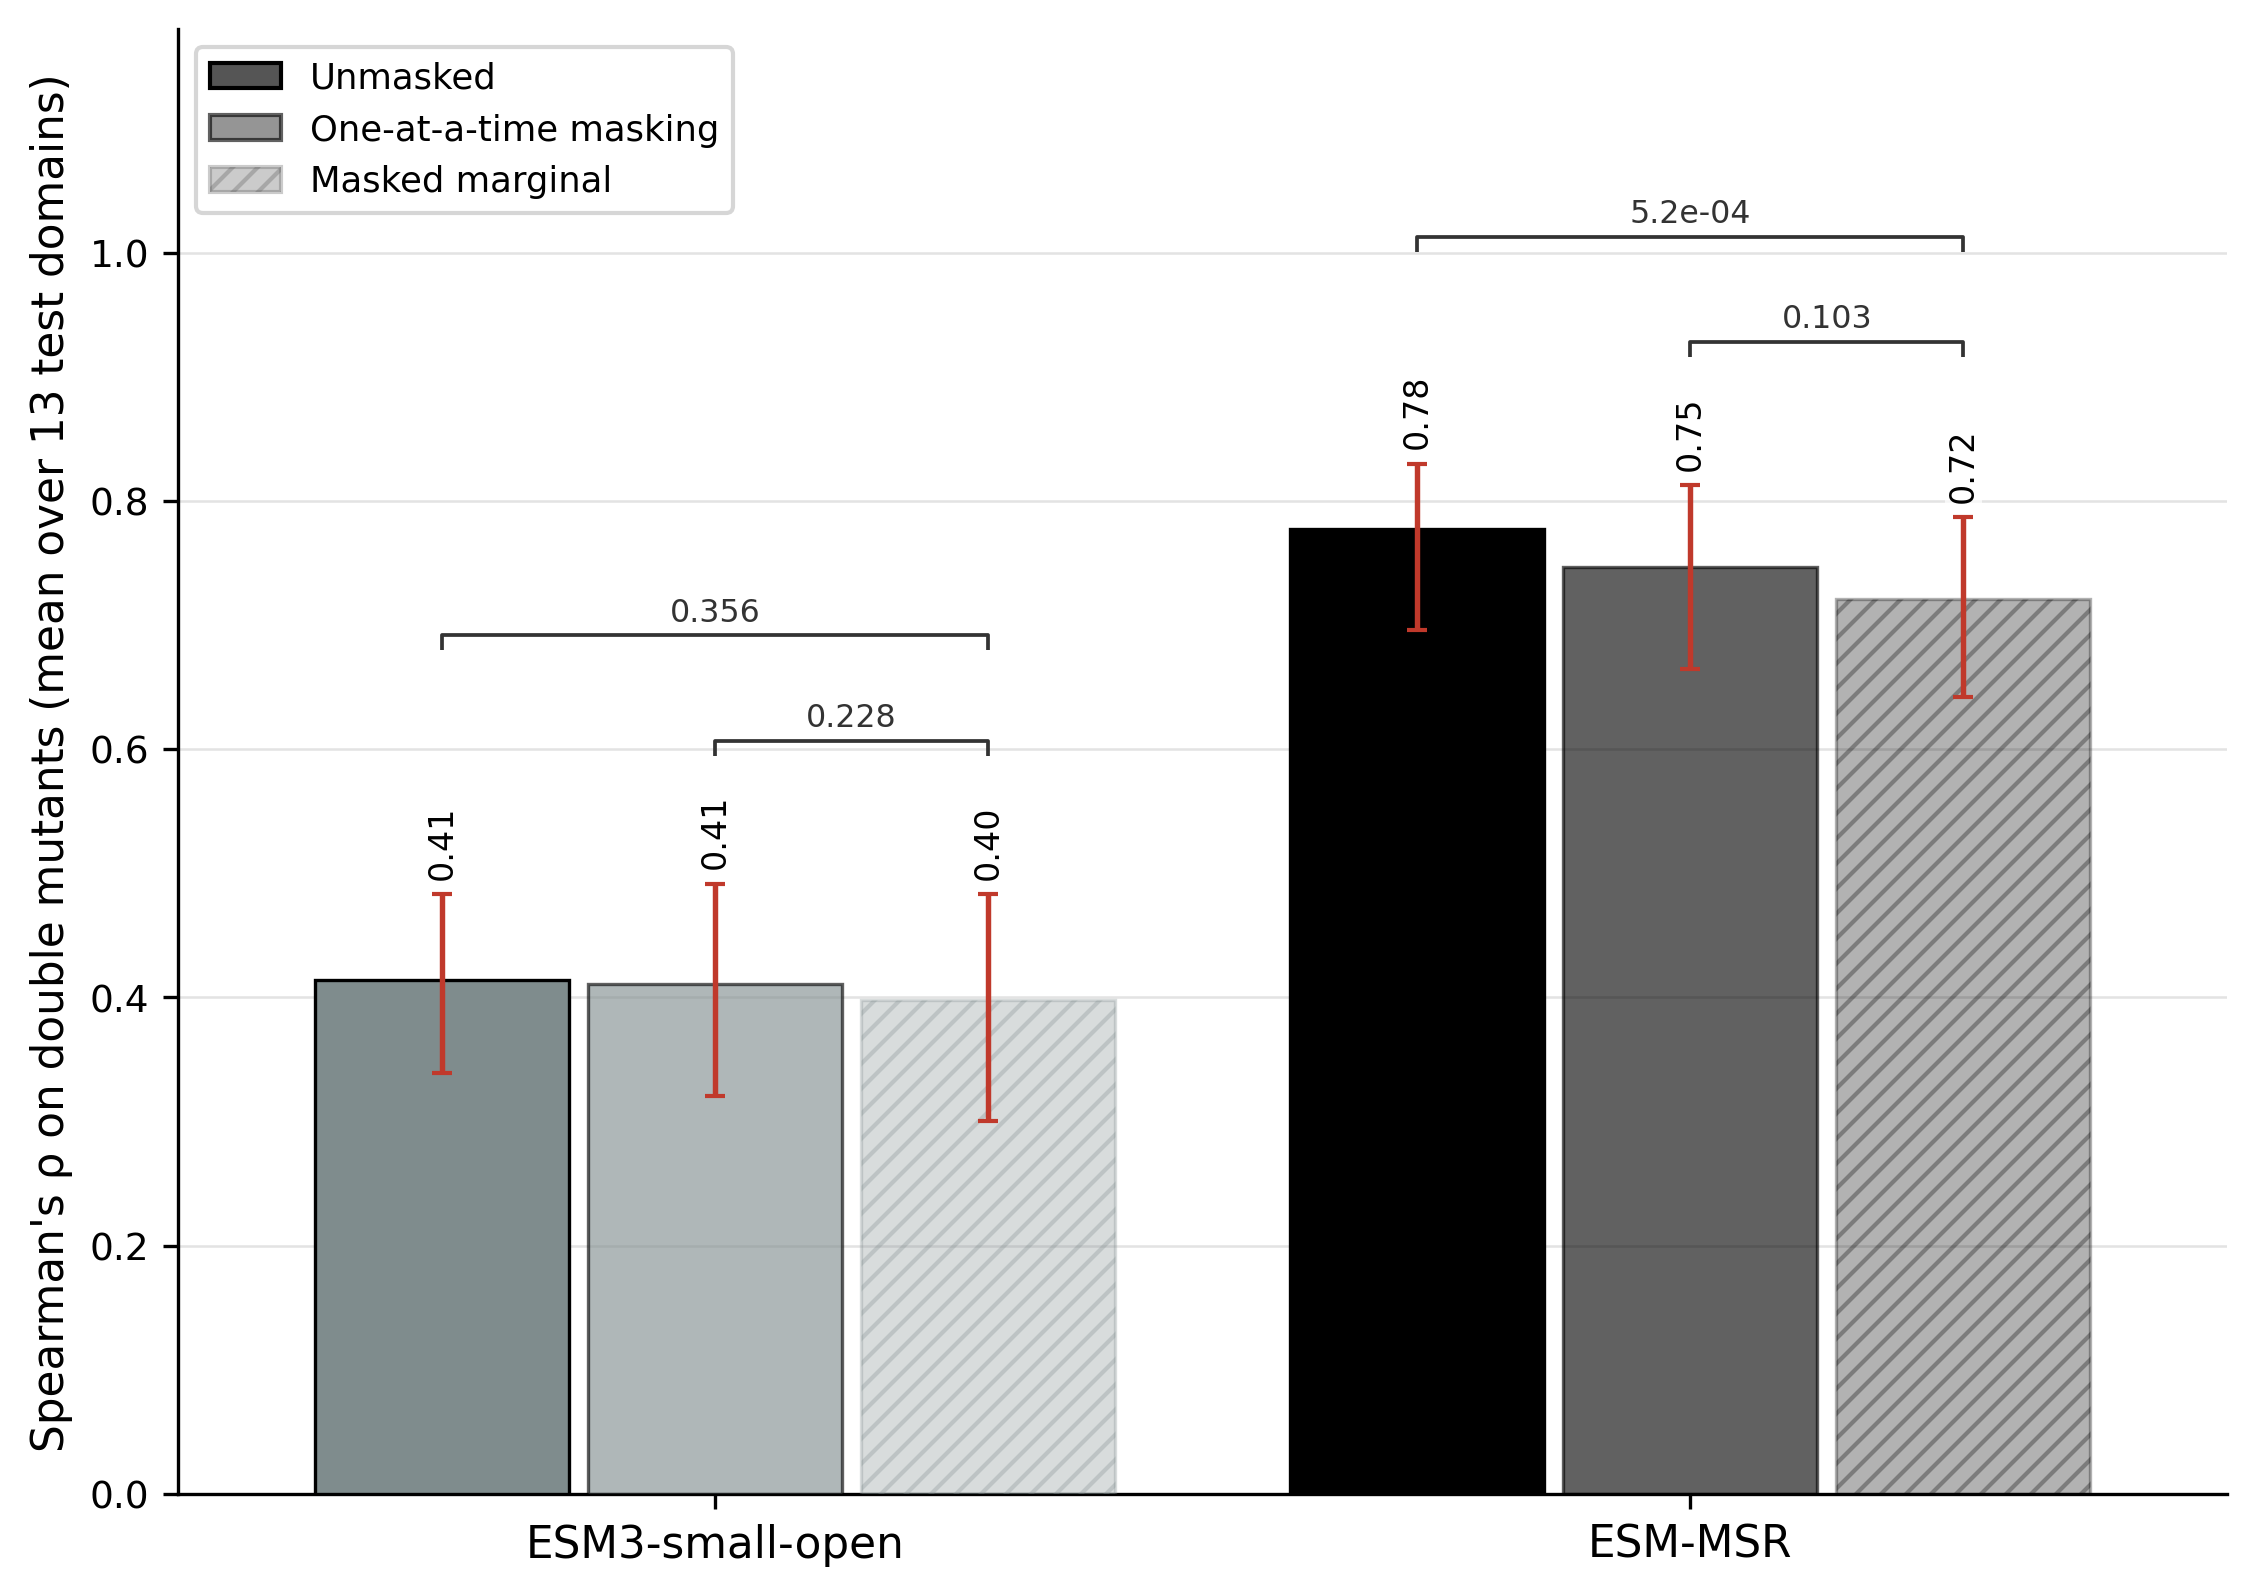 Spearman's ρ on double mutants (mean over 13 test domains)
Unmasked
One-at-a-time masking
Masked marginal
1.0
0.8
0.6
0.4
0.2
0.0
5.2e-04
0.103
0.356
0.228
0.41
0.41
0.40
0.78
0.75
0.72
ESM3-small-open
ESM-MSR